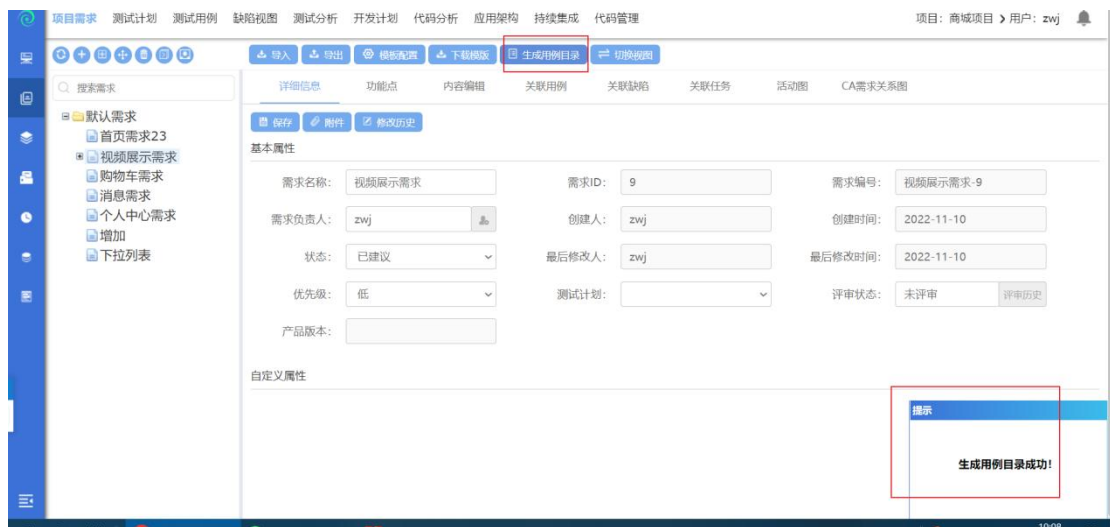 项目需求 测试计划 测试用例 缺陷视图 测试分析 开发计划 代码分析 应用架构 持续集成 代码管理 项目: 商城项目 > 用户: zwj
导入 导出 模板配置 下载模版 生成用例目录 切换视图
搜索需求
详细信息 功能点 内容编辑 关联用例 关联缺陷 关联任务 活动图 CA需求关系图
默认需求
首页需求23
视频展示需求
购物车需求
消息需求
个人中心需求
增加
下拉列表
保存 附件 修改历史
基本属性
需求名称: 视频展示需求 需求ID: 9 需求编号: 视频展示需求-9
需求负责人: zwj 创建人: zwj 创建时间: 2022-11-10
状态: 已建议 最后修改人: zwj 最后修改时间: 2022-11-10
优先级: 低 测试计划: 评审状态: 未评审 评审历史
产品版本:
自定义属性
提示
生成用例目录成功!